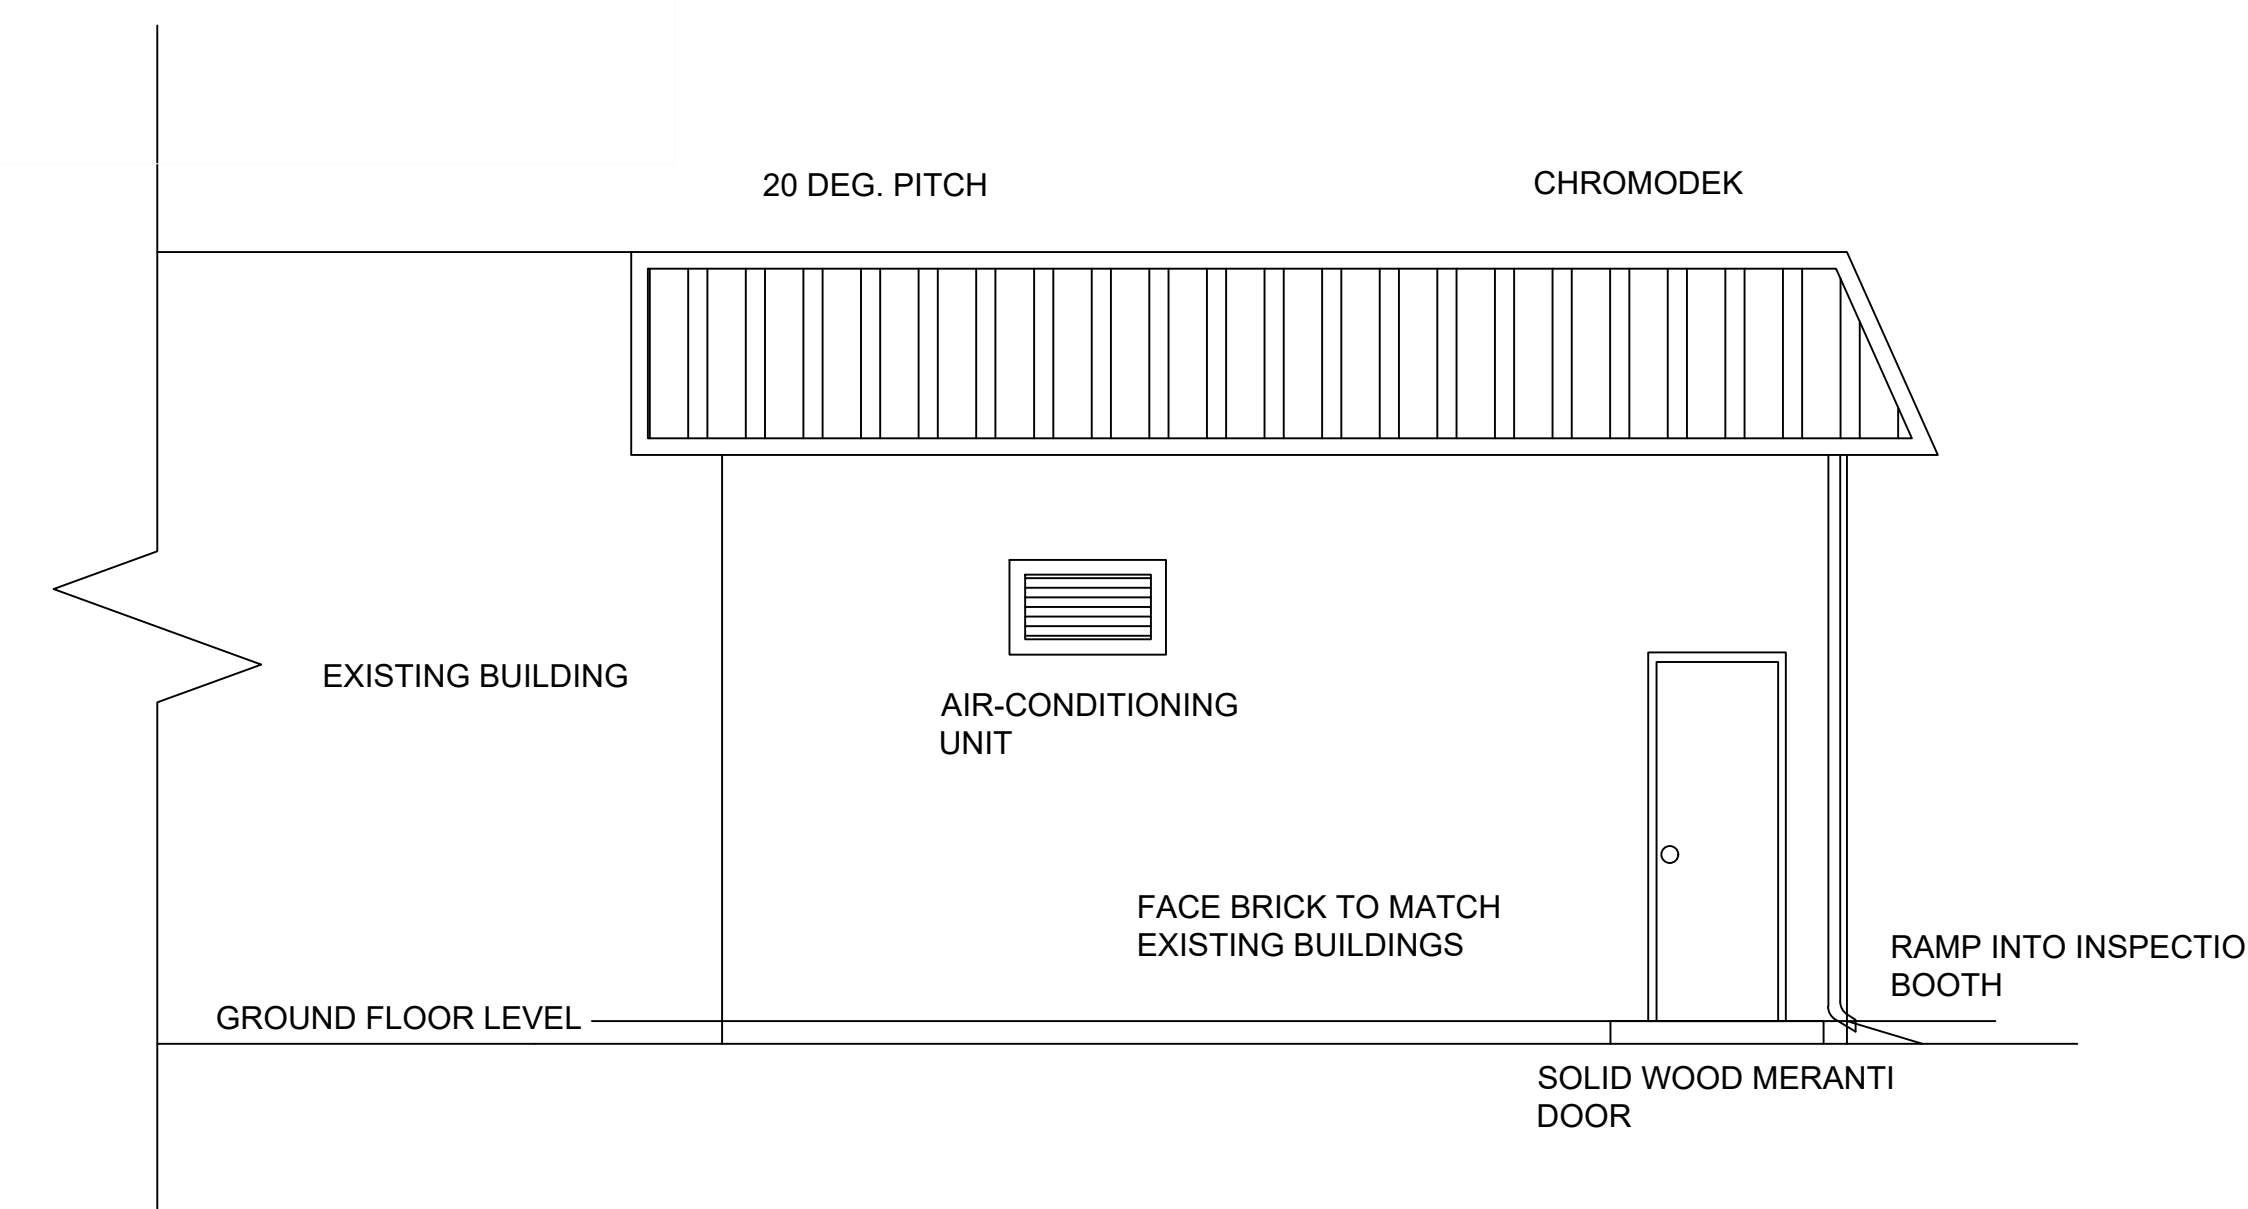 20 DEG. PITCH
CHROMODEK
EXISTING BUILDING
AIR-CONDITIONING
UNIT
FACE BRICK TO MATCH
EXISTING BUILDINGS
RAMP INTO INSPECTIO
BOOTH
GROUND FLOOR LEVEL
SOLID WOOD MERANTI
DOOR